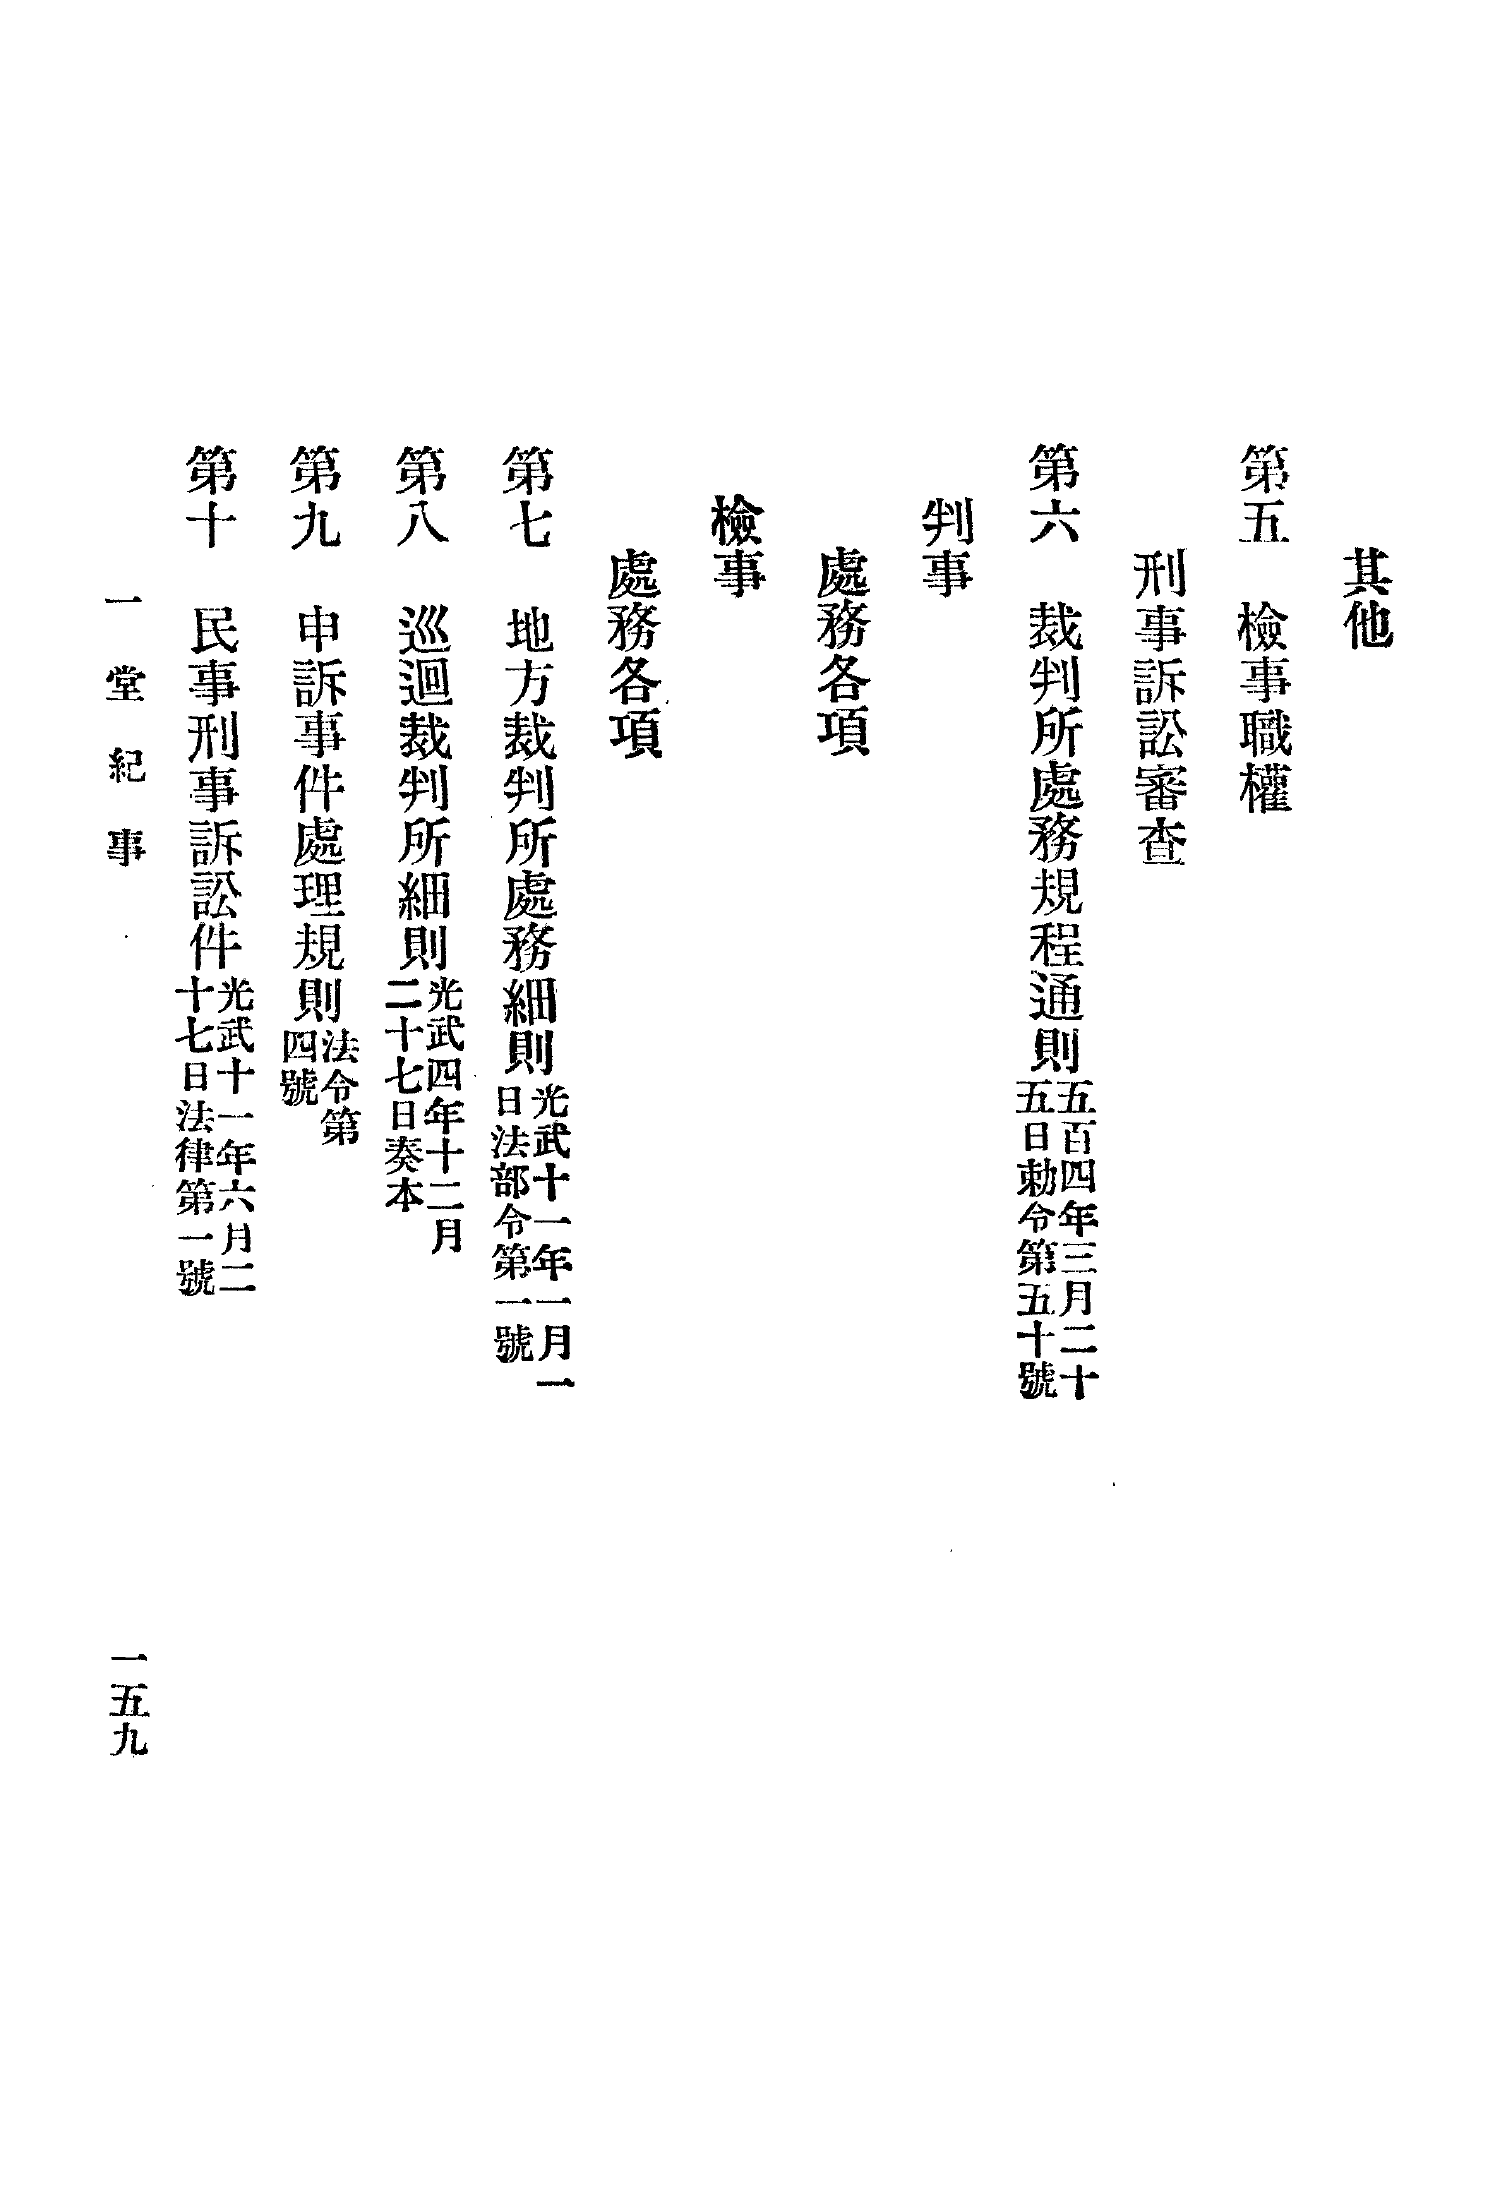 其他
第五　檢事職權
刑事訴訟審査
第六　裁判所處務規程通則五百四年三月二十五日勅令第五十號
判事
處務各項
檢事
處務各項
第七　地方裁判所處務細則光武十一年一月一日法部令第一號
第八　巡迴裁判所細則光武四年十二月二十七日奏本
第九　申訴事件處理規則法令第四號
第十　民事刑事訴訟件光武十一年六月二十七日法律第一號
一堂紀事
一五九